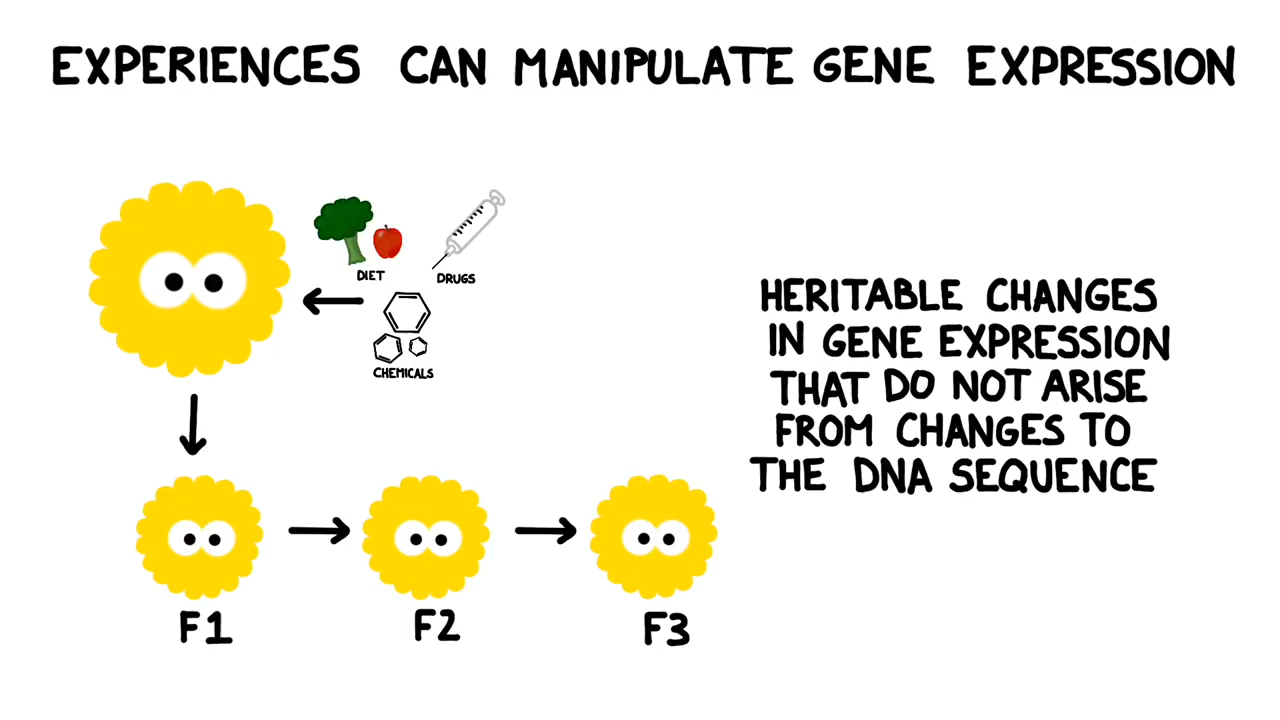 EXPERIENCES CAN MANIPULATE GENE EXPRESSION
DIET
DRUGS
CHEMICALS
HERITABLE CHANGES
IN GENE EXPRESSION
THAT DO NOT ARISE
FROM CHANGES TO
THE DNA SEQUENCE
F1
F2
F3